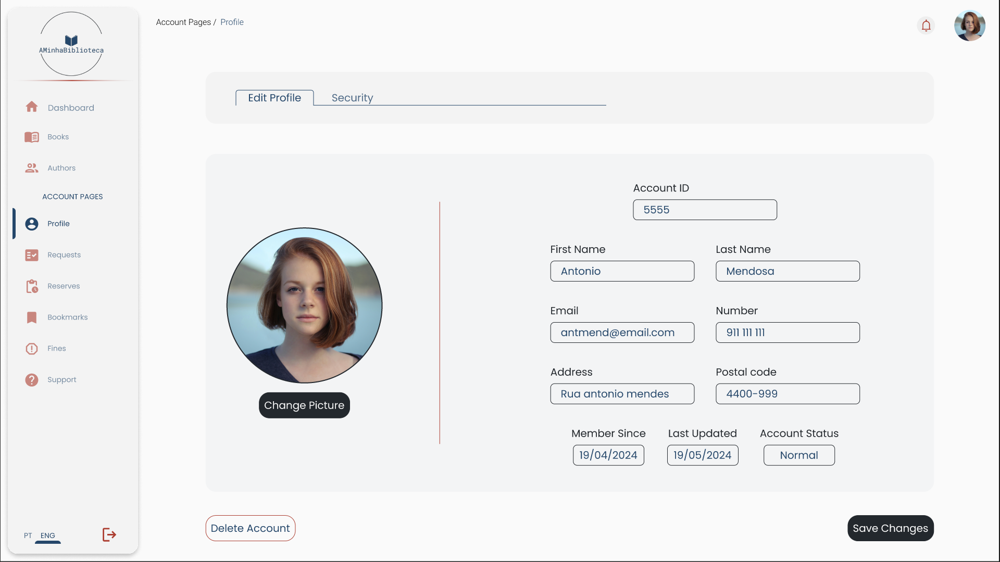 AMinhaBiblioteca
Dashboard
Books
Authors
ACCOUNT PAGES
Profile
Requests
Reserves
Bookmarks
Fines
Support
PT ENG
Account Pages / Profile
Edit Profile Security
Change Picture
Account ID
5555
First Name Last Name
Antonio Mendosa
Email Number
antmend@email.com 911 111 111
Address Postal code
Rua antonio mendes 4400-999
Member Since Last Updated Account Status
19/04/2024 19/05/2024 Normal
Delete Account Save Changes